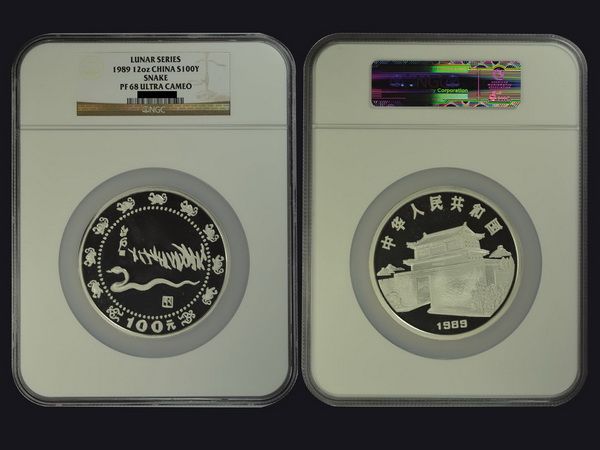 LUNAR SERIES
1989 12oz CHINA S100Y
SNAKE
PF 68 ULTRA CAMEO
NGC
100元
NGC
Corporation
中华人民共和国
1989